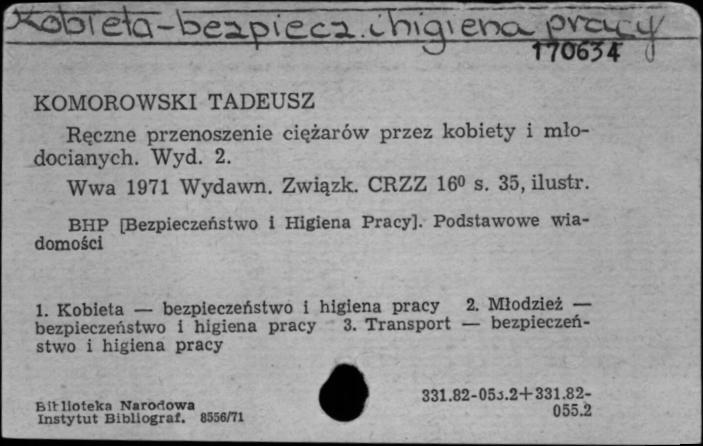 Kobieta-bezpiecz. i higiena pracy
170634
KOMOROWSKI TADEUSZ
Ręczne przenoszenie ciężarów przez kobiety i mło-
docianych. Wyd. 2.
Wwa 1971 Wydawn. Związk. CRZZ 16⁰ s. 35, ilustr.
BHP [Bezpieczeństwo i Higiena Pracy]. Podstawowe wia-
domości
1. Kobieta — bezpieczeństwo i higiena pracy 2. Młodzież —
bezpieczeństwo i higiena pracy 3. Transport — bezpieczeń-
stwo i higiena pracy
331.82-053.2+331.82-
055.2
Biblioteka Narodowa
Instytut Bibliograf. 8556/71